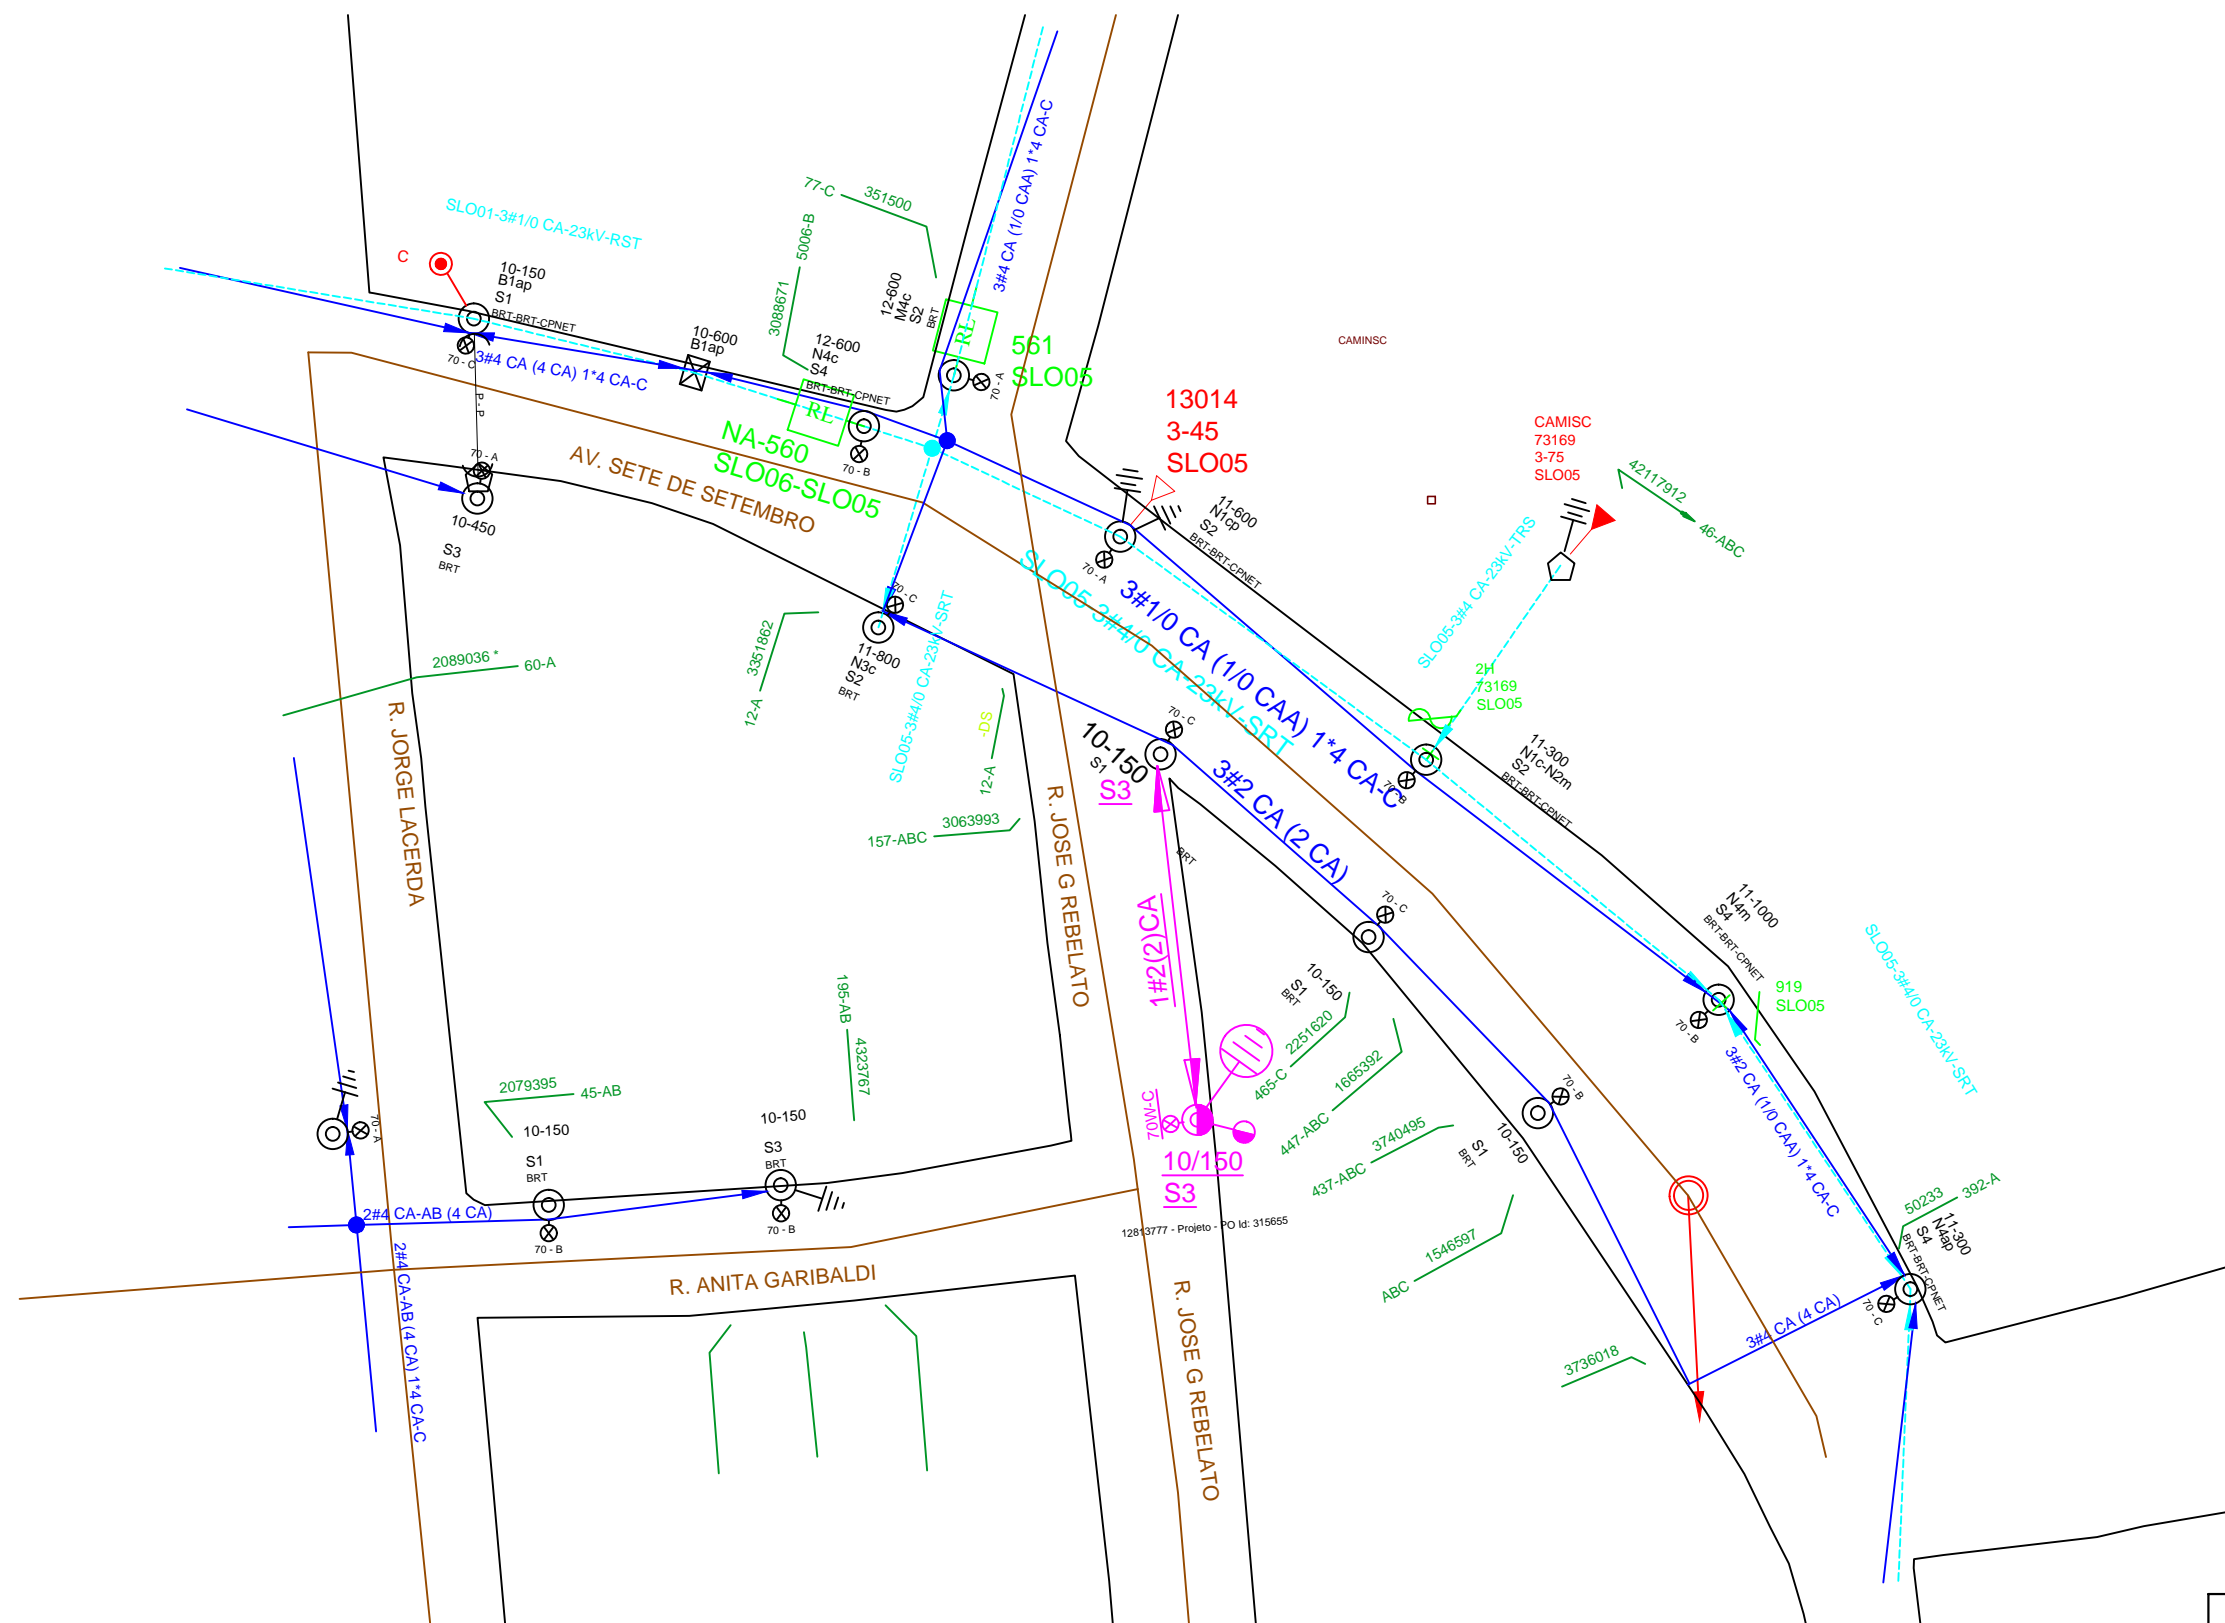 SLO01-3#1/0 CA-23kV-RST
C
10-150
B1ap
S1
BRT-BRT-CPNET
70 - C
3#4 CA (4 CA) 1*4 CA-C
P - P
70 - A
10-450
S3
BRT
10-600
B1ap
77-C
351500
5006-B
3088671
12-600
N4c
S4
BRT-BRT-CPNET
RL
NA-560
SLO06-SLO05
70 - B
12-600
M4c
S2
BRT
RL
561
SLO05
70 - A
3#4 CA (1/0 CAA) 1*4 CA-C
AV. SETE DE SETEMBRO
CAMINSC
13014
3-45
SLO05
11-600
N1cp
S2
BRT-BRT-CPNET
70 - A
CAMISC
73169
3-75
SLO05
42117912
46-ABC
SLO05-3#4 CA-23kV-TRS
2H
73169
SLO05
SLO05-3#4/0 CA-23kV-SRT
3#1/0 CA (1/0 CAA) 1*4 CA-C
70 - C
11-800
N3c
S2
BRT
SLO05-3#4/0 CA-23kV-SRT
3351862
12-A
2089036 *
60-A
R. JORGE LACERDA
-DS
12-A
157-ABC
3063993
R. JOSE G REBELATO
70 - C
10-150
S1
S3
BRT
3#2 CA (2 CA)
70 - B
11-300
N1c-N2m
S2
BRT-BRT-CPNET
11-1000
N4m
S4
BRT-BRT-CPNET
70 - B
919
SLO05
SLO05-3#4/0 CA-23kV-SRT
3#2 CA (1/0 CAA) 1*4 CA-C
70 - C
10-150
S1
BRT
1#2(2)CA
2251620
465-C
1665392
447-ABC
3740495
437-ABC
70 - B
10-150
S1
BRT
70W-C
10/150
S3
12813777 - Projeto - PO Id: 315655
1546597
ABC
50233
392-A
11-300
N4ap
S4
BRT-BRT-CPNET
70 - C
3#4 CA (4 CA)
3736018
195-AB
4323767
2079395
45-AB
70 - A
10-150
S1
BRT
70 - B
10-150
S3
BRT
70 - B
2#4 CA-AB (4 CA)
2#4 CA-AB (4 CA) 1*4 CA-C
R. ANITA GARIBALDI
R. JOSE G REBELATO